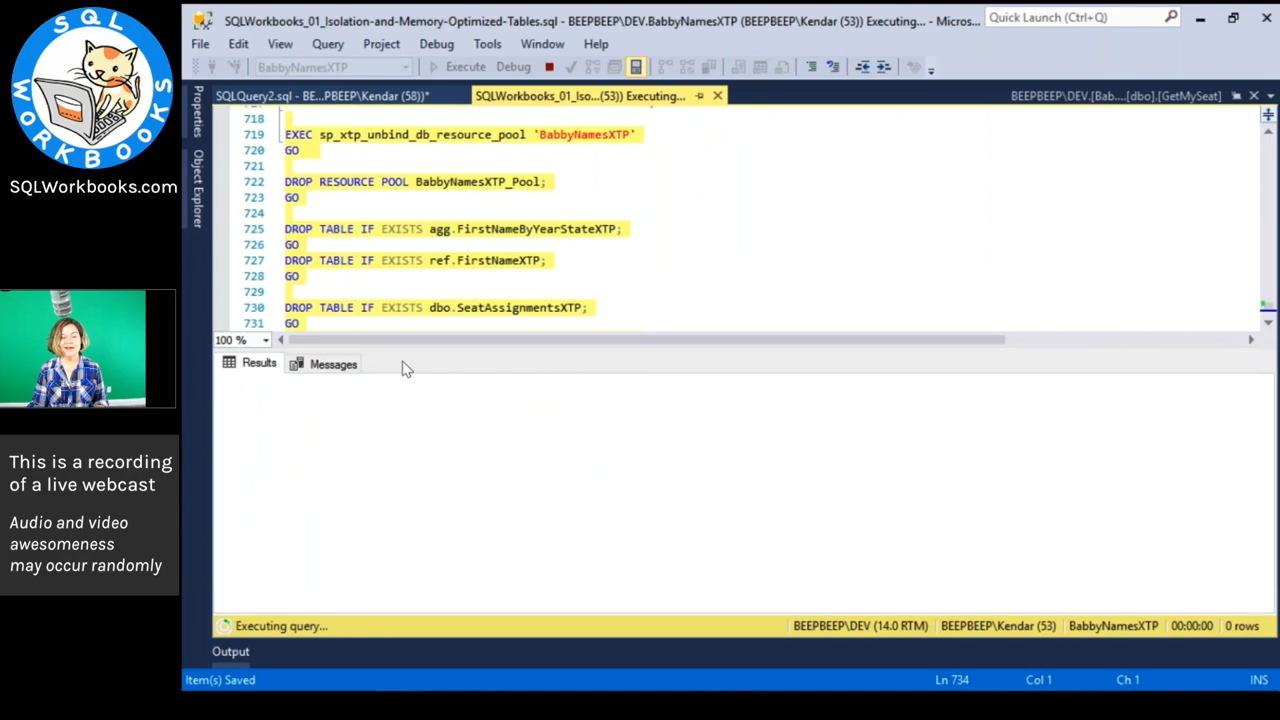 SQL
WORKBOOKS
SQLWorkbooks.com
This is a recording
of a live webcast
Audio and video
awesomeness
may occur randomly
SQLWorkbooks_01_Isolation-and-Memory-Optimized-Tables.sql - BEEPBEEP\DEV.BabbyNamesXTP (BEEPBEEP\Kendar (53)) Executing... - Micros...
Quick Launch (Ctrl+Q)
File Edit View Query Project Debug Tools Window Help
BabbyNamesXTP Execute Debug
SQLQuery2.sql - BE...PBEEP\Kendar (58))* SQLWorkbooks_01_Iso...(53)) Executing... BEEPBEEP\DEV.[Bab....[dbo].[GetMySeat]
Properties
Object Explorer
718
719 EXEC sp_xtp_unbind_db_resource_pool 'BabbyNamesXTP'
720 GO
721
722 DROP RESOURCE POOL BabbyNamesXTP_Pool;
723 GO
724
725 DROP TABLE IF EXISTS agg.FirstNameByYearStateXTP;
726 GO
727 DROP TABLE IF EXISTS ref.FirstNameXTP;
728 GO
729
730 DROP TABLE IF EXISTS dbo.SeatAssignmentsXTP;
731 GO
100 %
Results Messages
Executing query... BEEPBEEP\DEV (14.0 RTM) BEEPBEEP\Kendar (53) BabbyNamesXTP 00:00:00 0 rows
Output
Item(s) Saved Ln 734 Col 1 Ch 1 INS